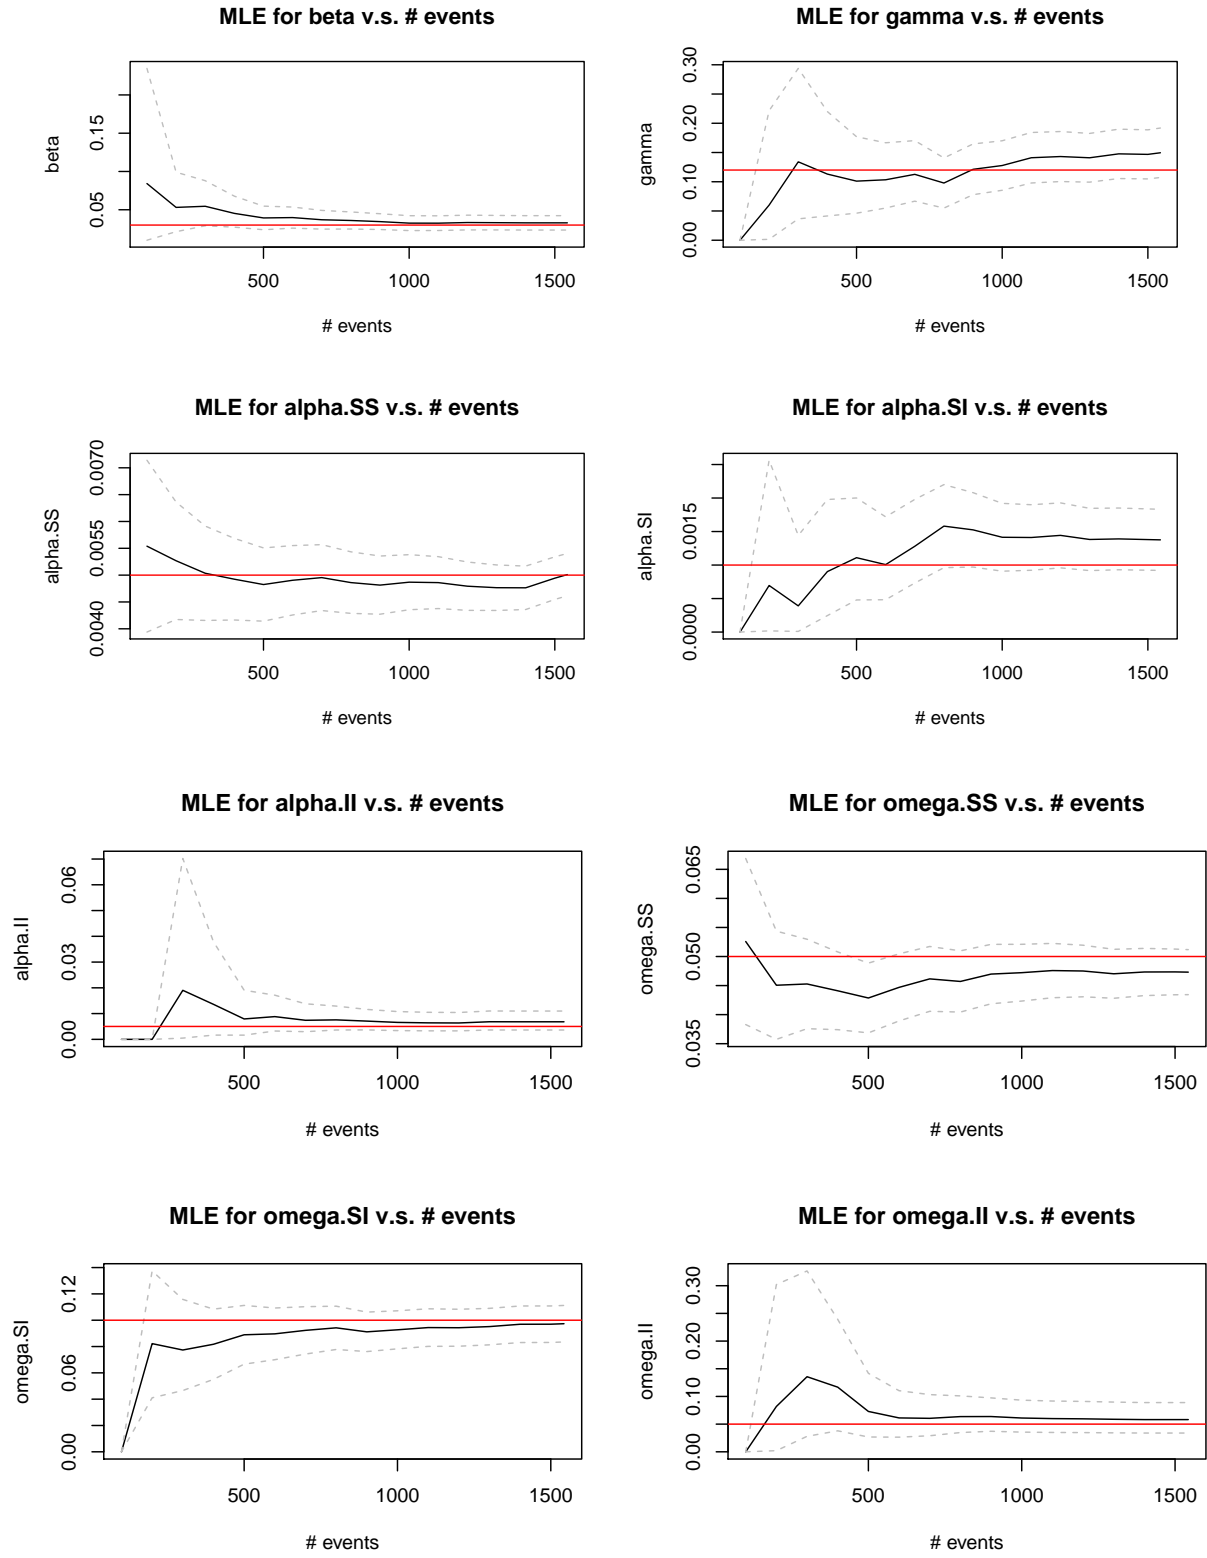 MLE for beta v.s. # events
beta
0.05
0.15
500
1000
1500
# events
MLE for gamma v.s. # events
gamma
0.00
0.10
0.20
0.30
500
1000
1500
# events
MLE for alpha.SS v.s. # events
alpha.SS
0.0040
0.0055
0.0070
500
1000
1500
# events
MLE for alpha.SI v.s. # events
alpha.SI
0.0000
0.0015
500
1000
1500
# events
MLE for alpha.II v.s. # events
alpha.II
0.00
0.03
0.06
500
1000
1500
# events
MLE for omega.SS v.s. # events
omega.SS
0.035
0.050
0.065
500
1000
1500
# events
MLE for omega.SI v.s. # events
omega.SI
0.00
0.06
0.12
500
1000
1500
# events
MLE for omega.II v.s. # events
omega.II
0.00
0.10
0.20
0.30
500
1000
1500
# events